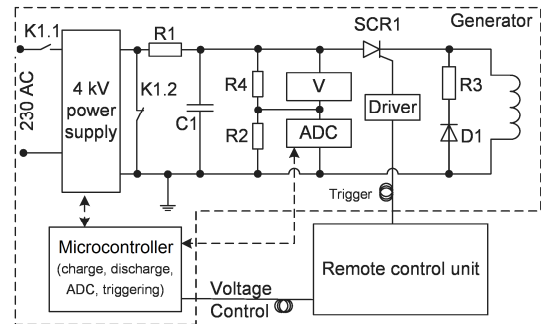 K1.1
R1
SCR1
Generator
230 AC
4 kV
power
supply
K1.2
C1
R4
V
R2
ADC
Driver
R3
D1
Trigger
Microcontroller
(charge, discharge,
ADC, triggering)
Voltage
Control
Remote control unit